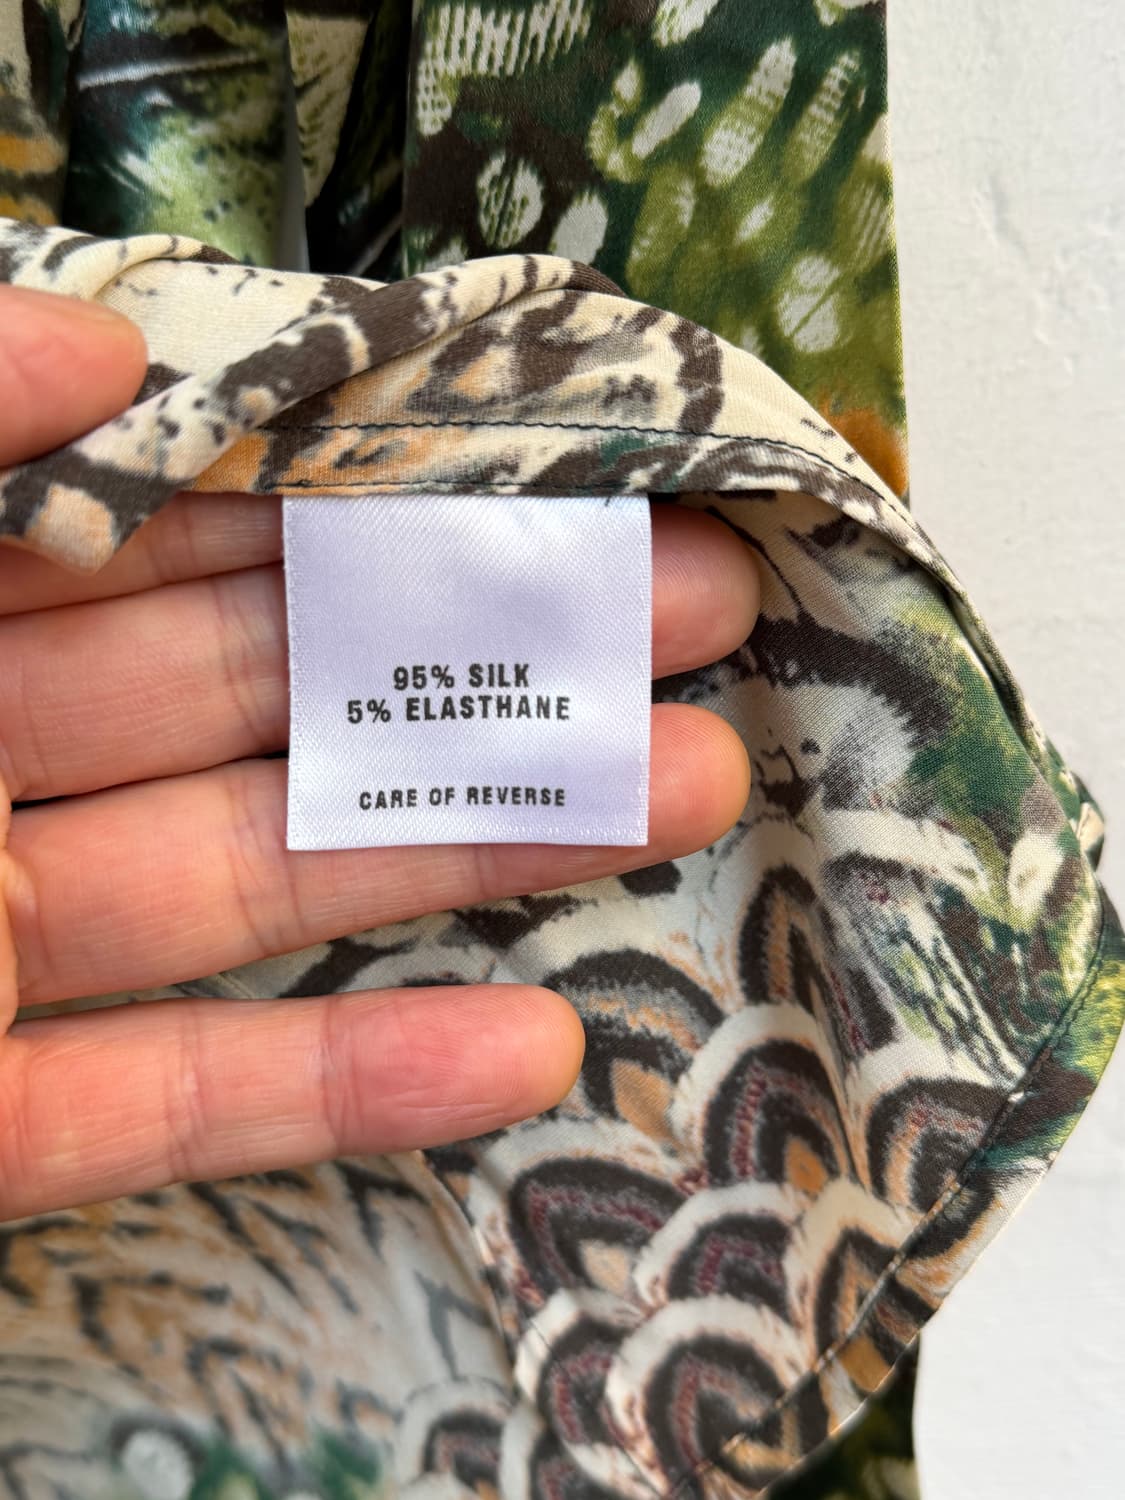 95% SILK
5% ELASTHANE
CARE OF REVERSE